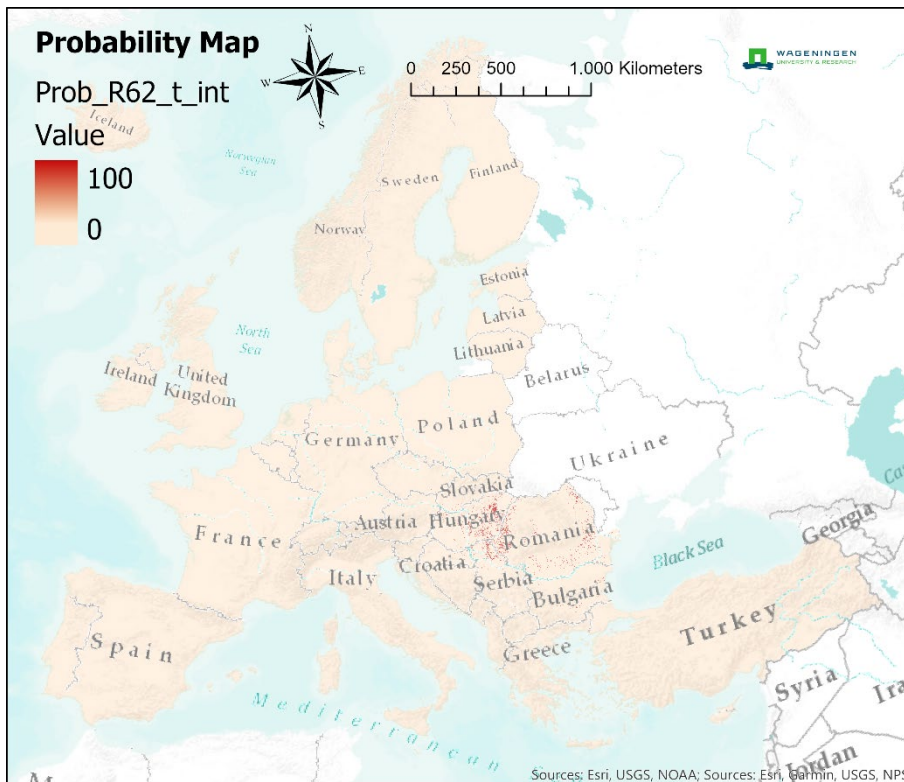 Probability Map
Prob_R62_t_int
Value
100
0
N
W
E
S
0 250 500 1.000 Kilometers
WAGENINGEN
UNIVERSITY & RESEARCH
Iceland
Norwegian
Sea
Sweden
Finland
Norway
Estonia
Latvia
Lithuania
North
Sea
Ireland
United
Kingdom
Belarus
Poland
Germany
Ukraine
Slovakia
Austria
Hungary
France
Romania
Croatia
Georgia
Black Sea
Italy
Serbia
Bulgaria
Turkey
Spain
Greece
Syria
Mediterranean
Jordan
Sources: Esri, USGS, NOAA; Sources: Esri, Garmin, USGS, NPS